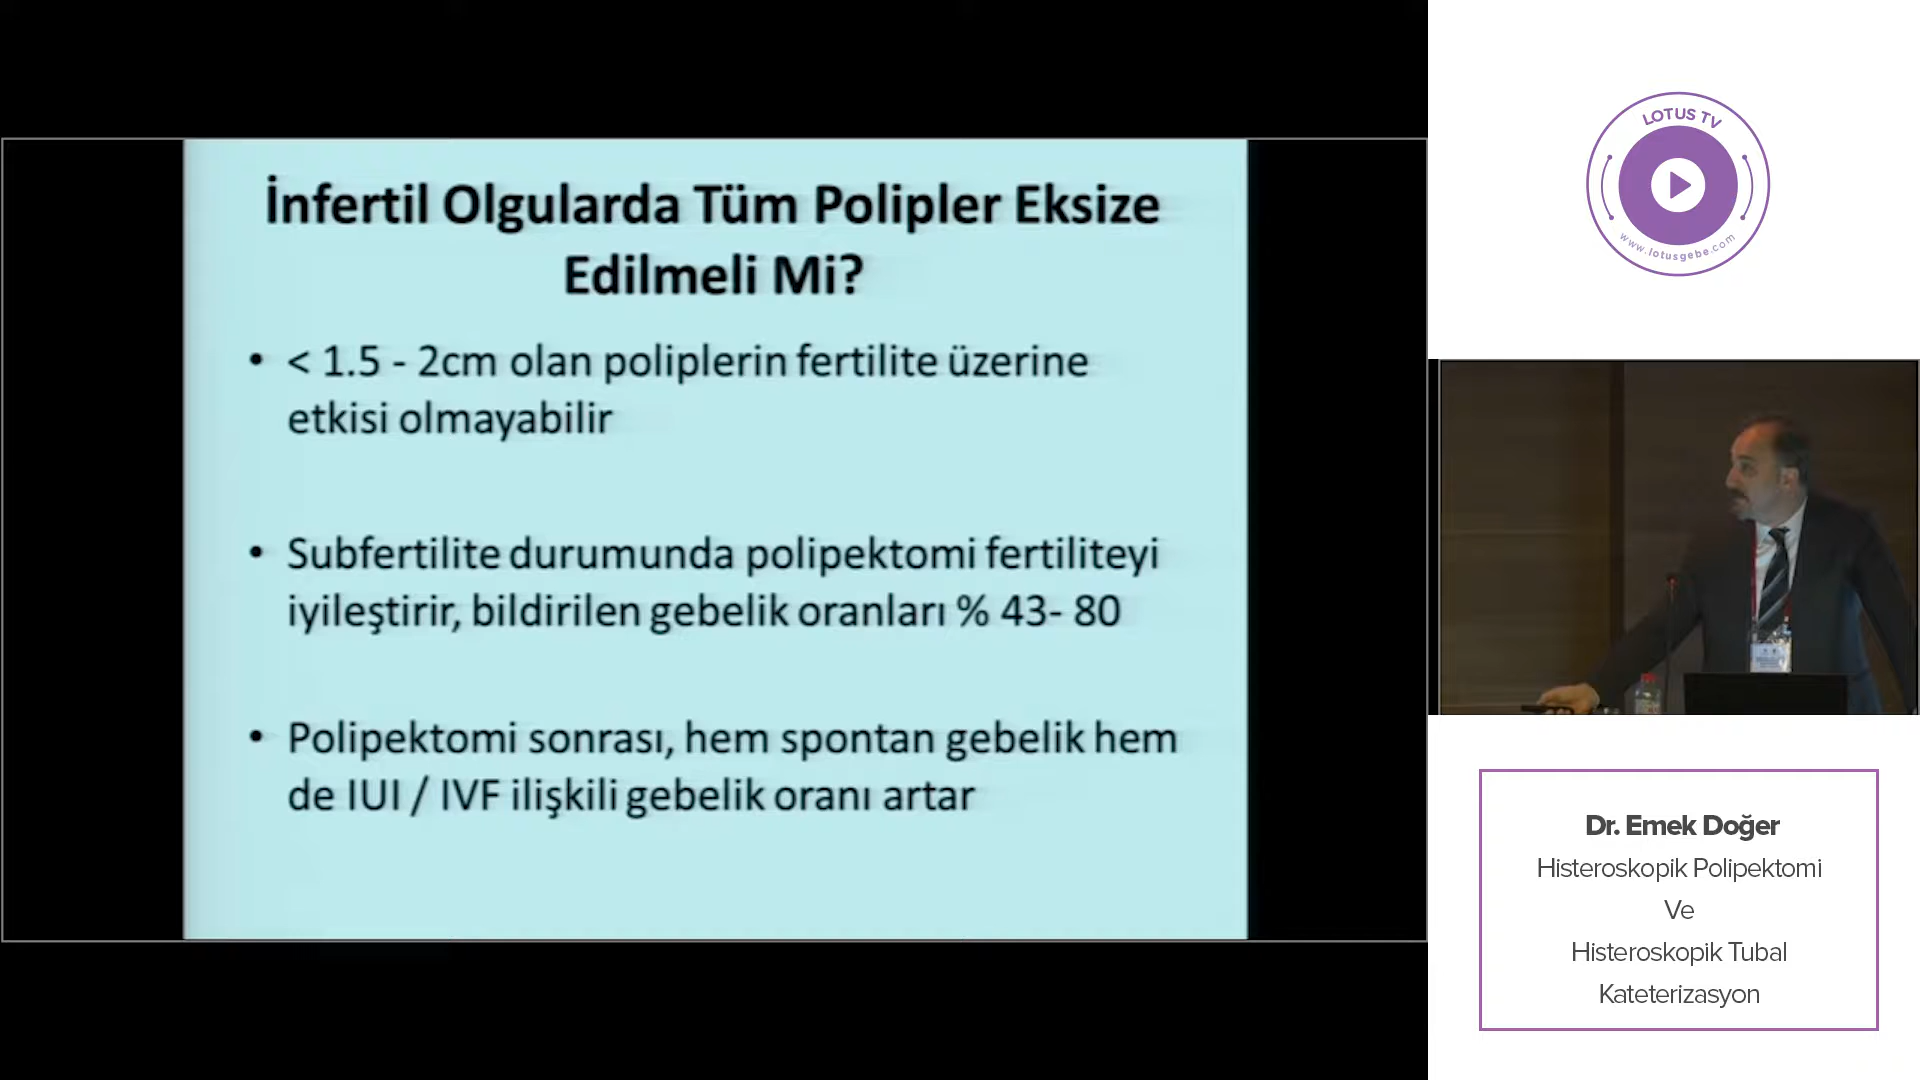 İnfertil Olgularda Tüm Polipler Eksize
Edilmeli Mi?
• < 1.5 - 2cm olan poliplerin fertilite üzerine
etkisi olmayabilir
• Subfertilite durumunda polipektomi fertiliteyi
iyileştirir, bildirilen gebelik oranları % 43- 80
• Polipektomi sonrası, hem spontan gebelik hem
de IUI / IVF ilişkili gebelik oranı artar
LOTUS TV
www.lotusgebe.com
Dr. Emek Doğer
Histeroskopik Polipektomi
Ve
Histeroskopik Tubal
Kateterizasyon